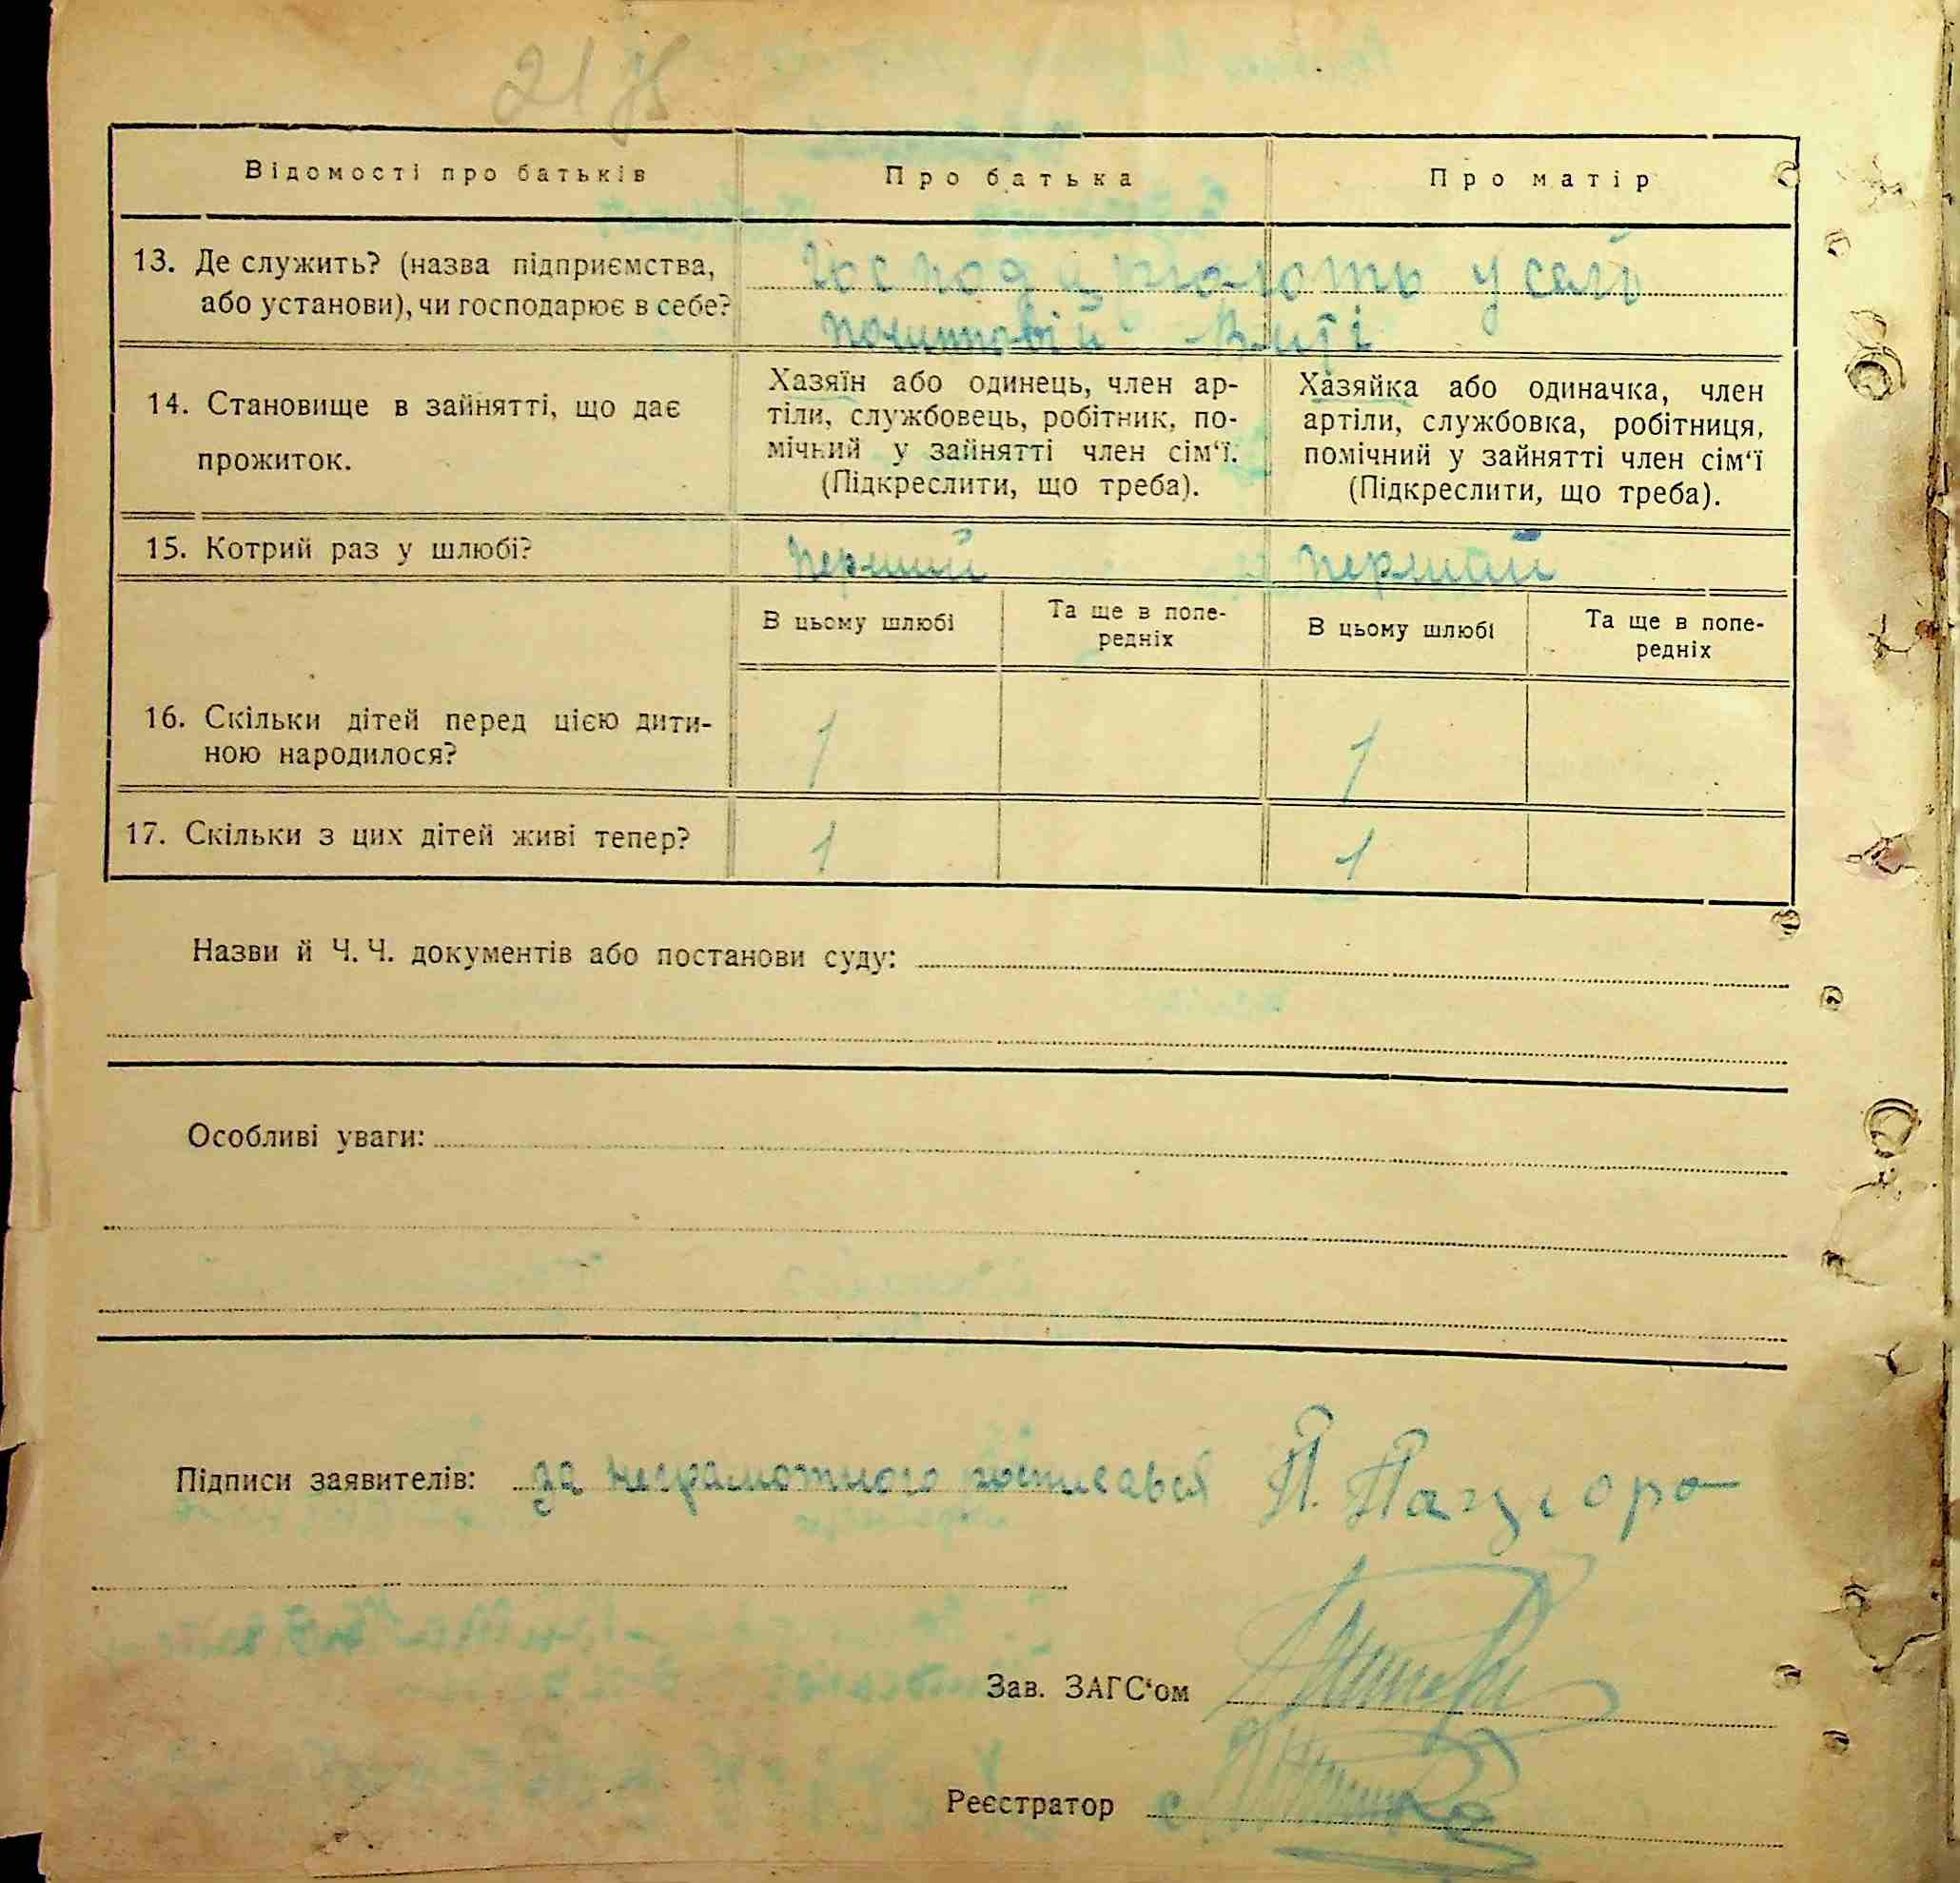 21
Відомості про батьків Про батька Про матір
13. Де служить? (назва підприємства, або установи), чи господарює в себе?
господарюють у селі
почтовій Виті
14. Становище в зайнятті, що дає прожиток.
Хазяїн або одинець, член ар-
тіли, службовець, робітник, по-
мічний у зайнятті член сім‘ї.
(Підкреслити, що треба).
Хазяйка або одиначка, член
артіли, службовка, робітниця,
помічний у зайнятті член сім‘ї
(Підкреслити, що треба).
15. Котрий раз у шлюбі? перший перший
В цьому шлюбі Та ще в попе-
редніх В цьому шлюбі Та ще в попе-
редніх
16. Скільки дітей перед цією дити-
ною народилося? 1 1
17. Скільки з цих дітей живі тепер? 1 1
Назви й Ч. Ч. документів або постанови суду:
Особливі уваги:
Підписи заявителів: за неграмотного росписався П.
Зав. ЗАГС‘ом
Реєстратор